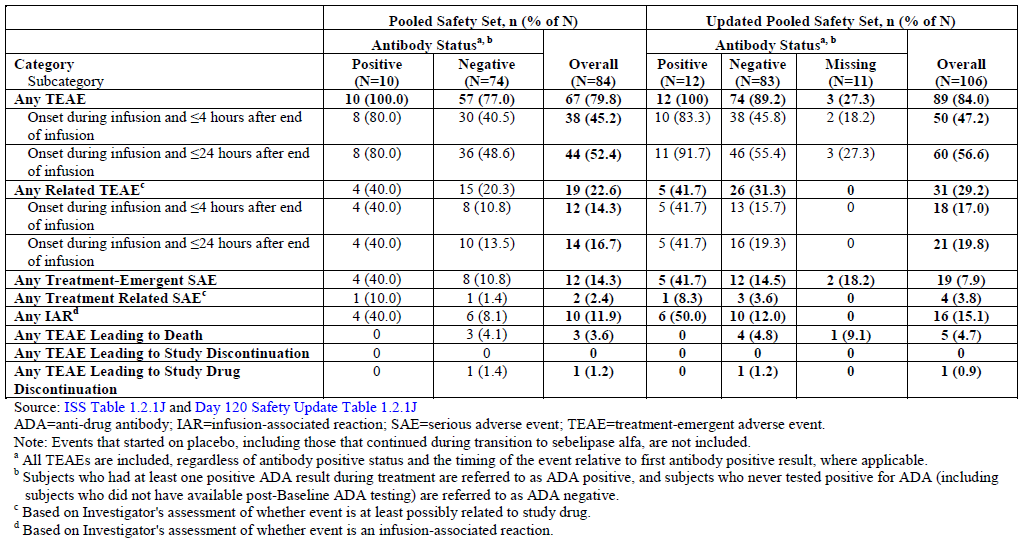 Pooled Safety Set, n (% of N) Updated Pooled Safety Set, n (% of N)
Antibody Status a, b Antibody Status a, b
Category Positive Negative Overall Positive Negative Missing Overall
Subcategory (N=10) (N=74) (N=84) (N=12) (N=83) (N=11) (N=106)
Any TEAE 10 (100.0) 57 (77.0) 67 (79.8) 12 (100) 74 (89.2) 3 (27.3) 89 (84.0)
Onset during infusion and ≤4 hours after end 8 (80.0) 30 (40.5) 38 (45.2) 10 (83.3) 38 (45.8) 2 (18.2) 50 (47.2)
of infusion
Onset during infusion and ≤24 hours after end 8 (80.0) 36 (48.6) 44 (52.4) 11 (91.7) 46 (55.4) 3 (27.3) 60 (56.6)
of infusion
Any Related TEAE c 4 (40.0) 15 (20.3) 19 (22.6) 5 (41.7) 26 (31.3) 0 31 (29.2)
Onset during infusion and ≤4 hours after end 4 (40.0) 8 (10.8) 12 (14.3) 5 (41.7) 13 (15.7) 0 18 (17.0)
of infusion
Onset during infusion and ≤24 hours after end 4 (40.0) 10 (13.5) 14 (16.7) 5 (41.7) 16 (19.3) 0 21 (19.8)
of infusion
Any Treatment-Emergent SAE 4 (40.0) 8 (10.8) 12 (14.3) 5 (41.7) 12 (14.5) 2 (18.2) 19 (7.9)
Any Treatment Related SAE c 1 (10.0) 1 (1.4) 2 (2.4) 1 (8.3) 3 (3.6) 0 4 (3.8)
Any IAR d 4 (40.0) 6 (8.1) 10 (11.9) 6 (50.0) 10 (12.0) 0 16 (15.1)
Any TEAE Leading to Death 0 3 (4.1) 3 (3.6) 0 4 (4.8) 1 (9.1) 5 (4.7)
Any TEAE Leading to Study Discontinuation 0 0 0 0 0 0 0
Any TEAE Leading to Study Drug 0 1 (1.4) 1 (1.2) 0 1 (1.2) 0 1 (0.9)
Discontinuation
Source: ISS Table 1.2.1J and Day 120 Safety Update Table 1.2.1J
ADA=anti-drug antibody; IAR=infusion-associated reaction; SAE=serious adverse event; TEAE=treatment-emergent adverse event.
Note: Events that started on placebo, including those that continued during transition to sebelipase alfa, are not included.
a All TEAEs are included, regardless of antibody positive status and the timing of the event relative to first antibody positive result, where applicable.
b Subjects who had at least one positive ADA result during treatment are referred to as ADA positive, and subjects who never tested positive for ADA (including
subjects who did not have available post-Baseline ADA testing) are referred to as ADA negative.
c Based on Investigator's assessment of whether event is at least possibly related to study drug.
d Based on Investigator's assessment of whether event is an infusion-associated reaction.